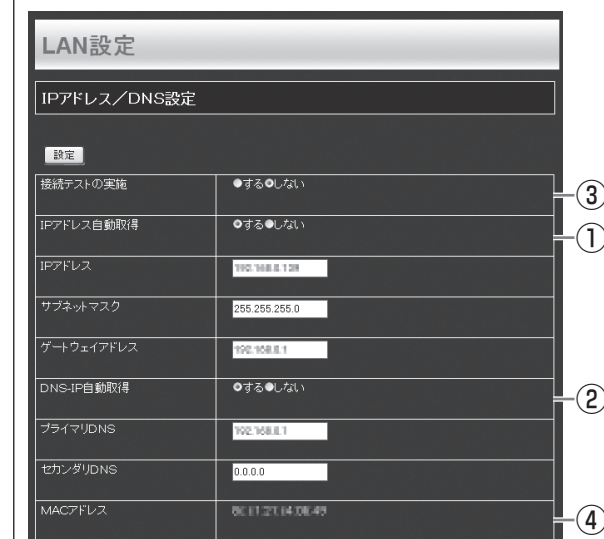 LAN設定
IPアドレス／DNS設定
設定
接続テストの実施 ●する○しない ③
IPアドレス自動取得 ○する●しない ①
IPアドレス
サブネットマスク 255.255.255.0
ゲートウェイアドレス
DNS-IP自動取得 ○する●しない ②
プライマリDNS
セカンダリDNS 0.0.0.0
MACアドレス ④